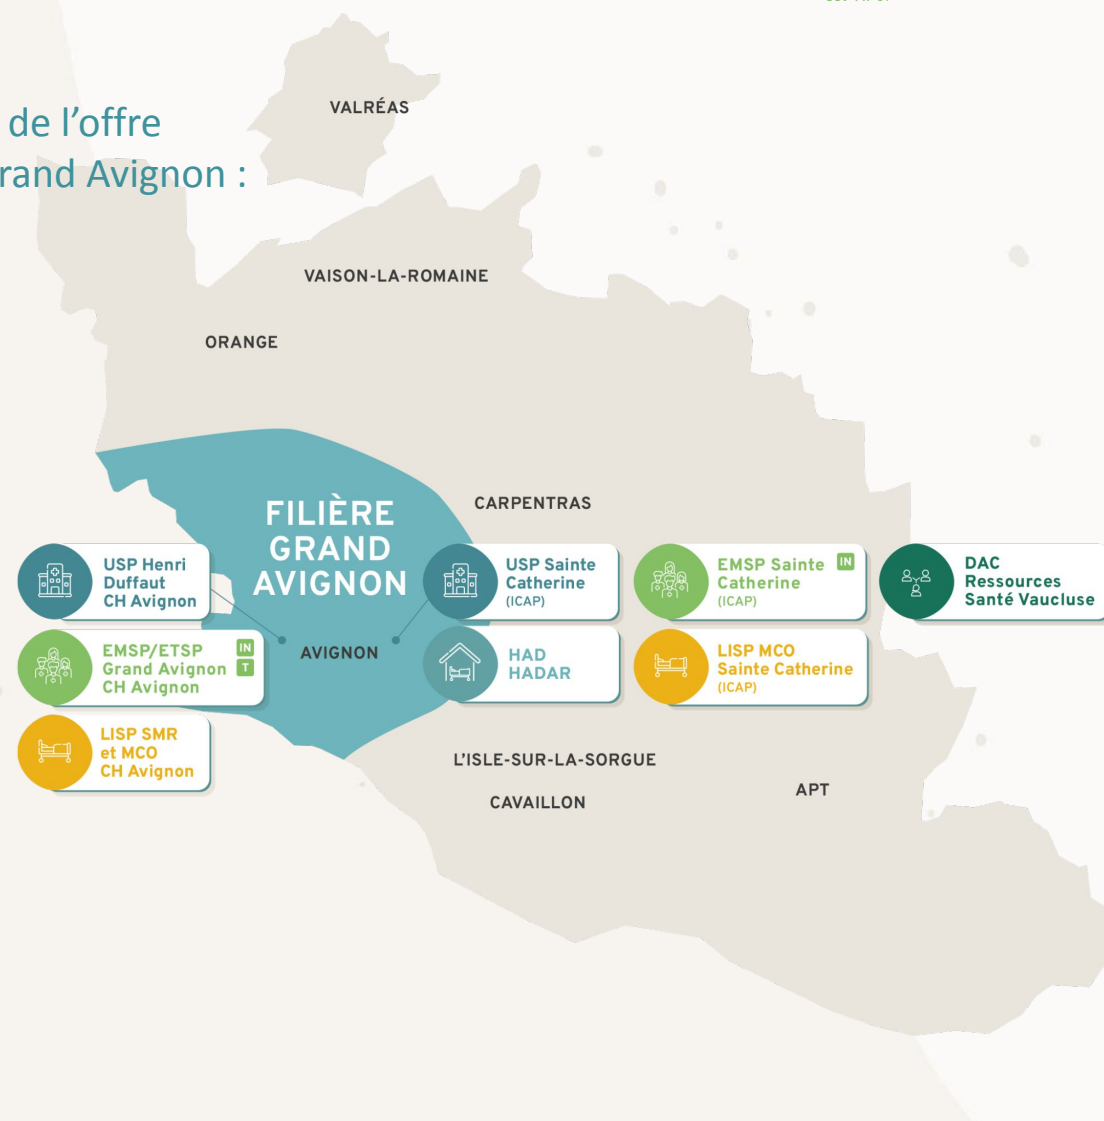 de l'offre
rand Avignon :
VALRÉAS
VAISON-LA-ROMAINE
ORANGE
CARPENTRAS
FILIÈRE
GRAND
AVIGNON
USP Henri
Duffaut
CH Avignon
USP Sainte
Catherine
(ICAP)
EMSP Sainte IN
Catherine
(ICAP)
DAC
Ressources
Santé Vaucluse
EMSP/ETSP IN
Grand Avignon T
CH Avignon
AVIGNON
HAD
HADAR
LISP MCO
Sainte Catherine
(ICAP)
LISP SMR
et MCO
CH Avignon
L'ISLE-SUR-LA-SORGUE
CAVAILLON
APT